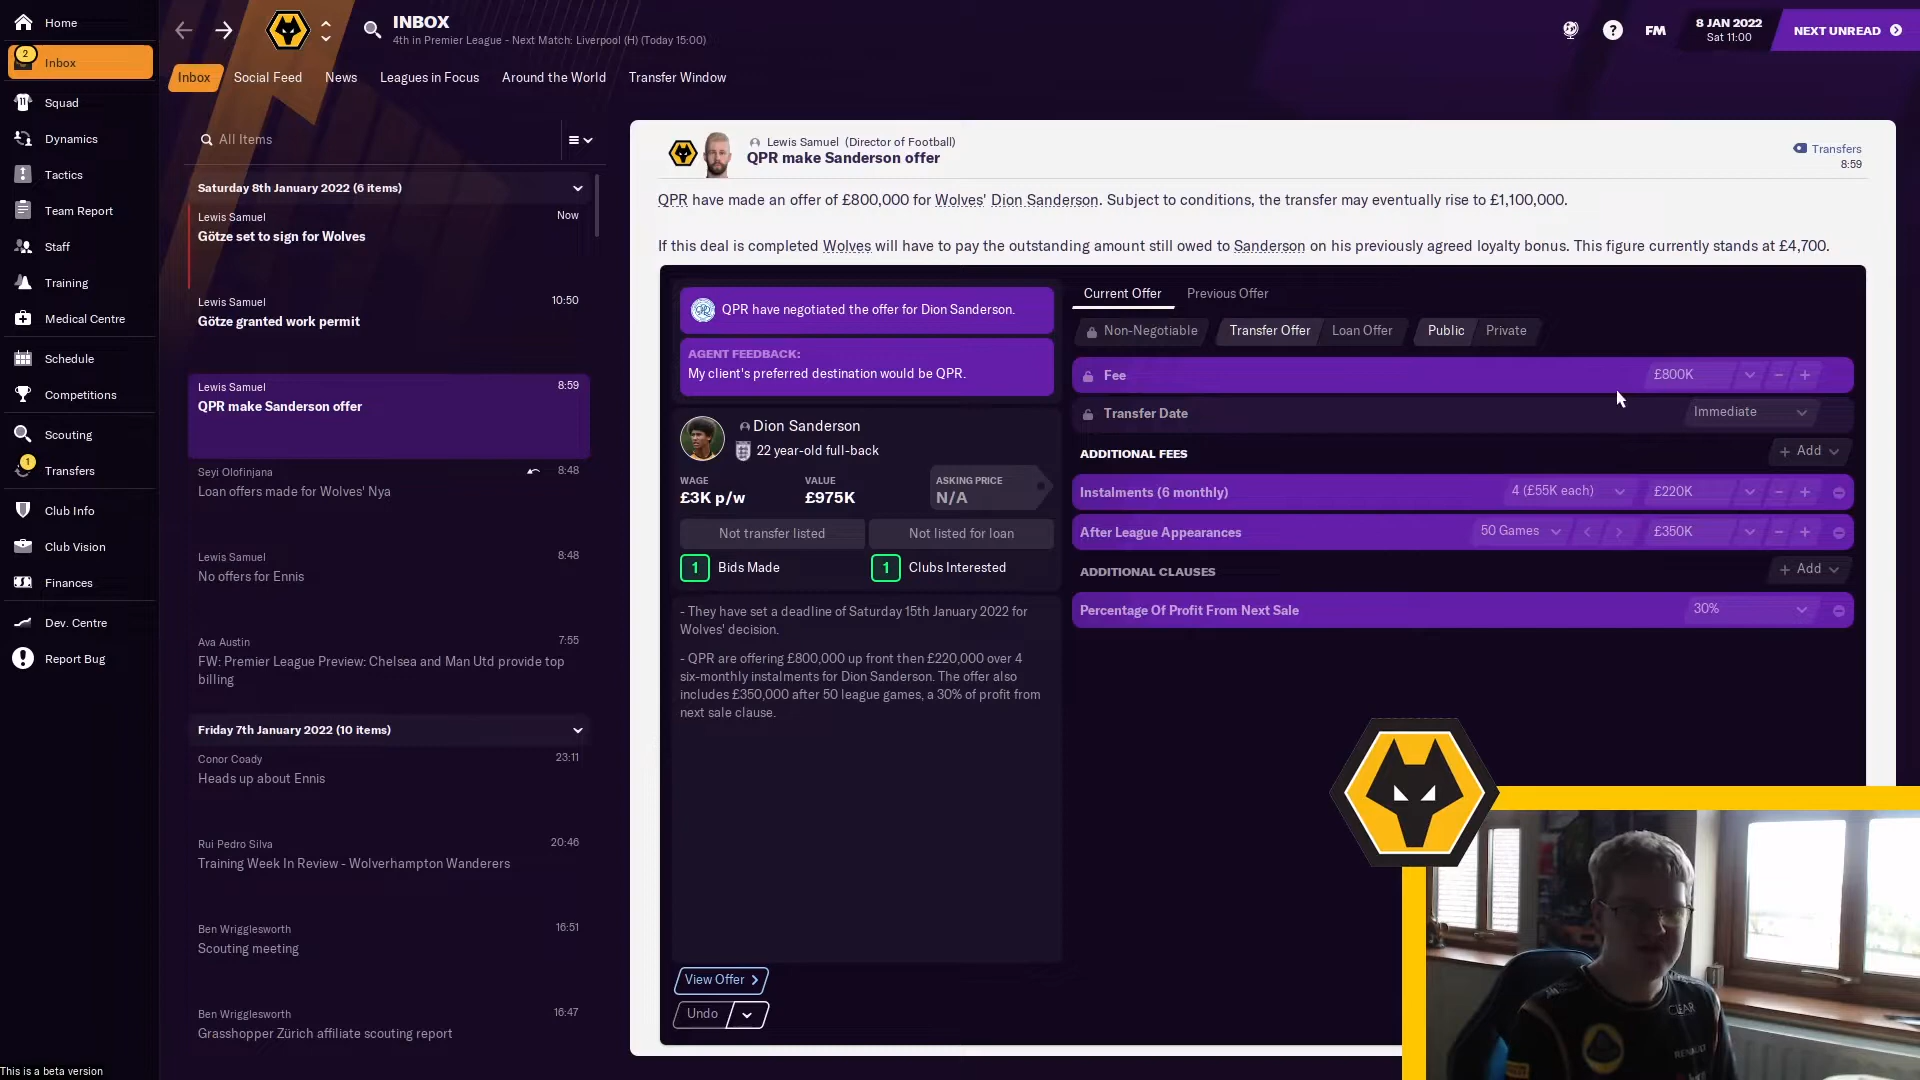 Home
2
Inbox
Squad
Dynamics
Tactics
Team Report
Staff
Training
Medical Centre
Schedule
Competitions
Scouting
1
Transfers
Club Info
Club Vision
Finances
Dev. Centre
Report Bug
This is a beta version
INBOX
4th in Premier League - Next Match: Liverpool (H) (Today 15:00)
FM
8 JAN 2022
Sat 11:00
NEXT UNREAD
Inbox
Social Feed
News
Leagues in Focus
Around the World
Transfer Window
All Items
Saturday 8th January 2022 (6 items)
Lewis Samuel Now
Götze set to sign for Wolves
Lewis Samuel 10:50
Götze granted work permit
Lewis Samuel 8:59
QPR make Sanderson offer
Seyi Olofinjana 8:48
Loan offers made for Wolves' Nya
Lewis Samuel 8:48
No offers for Ennis
Ava Austin 7:55
FW: Premier League Preview: Chelsea and Man Utd provide top
billing
Friday 7th January 2022 (10 items)
Conor Coady 23:11
Heads up about Ennis
Rui Pedro Silva 20:46
Training Week In Review - Wolverhampton Wanderers
Ben Wrigglesworth 16:51
Scouting meeting
Ben Wrigglesworth 16:47
Grasshopper Zürich affiliate scouting report
Lewis Samuel (Director of Football)
QPR make Sanderson offer
Transfers
8:59
QPR have made an offer of £800,000 for Wolves' Dion Sanderson. Subject to conditions, the transfer may eventually rise to £1,100,000.
If this deal is completed Wolves will have to pay the outstanding amount still owed to Sanderson on his previously agreed loyalty bonus. This figure currently stands at £4,700.
QPR have negotiated the offer for Dion Sanderson.
AGENT FEEDBACK:
My client's preferred destination would be QPR.
Dion Sanderson
22 year-old full-back
WAGE VALUE ASKING PRICE
£3K p/w £975K N/A
Not transfer listed Not listed for loan
1 Bids Made 1 Clubs Interested
- They have set a deadline of Saturday 15th January 2022 for
Wolves' decision.
- QPR are offering £800,000 up front then £220,000 over 4
six-monthly instalments for Dion Sanderson. The offer also
includes £350,000 after 50 league games, a 30% of profit from
next sale clause.
View Offer
Undo
Current Offer Previous Offer
Non-Negotiable Transfer Offer Loan Offer Public Private
Fee £800K
Transfer Date Immediate
ADDITIONAL FEES + Add
Instalments (6 monthly) 4 (£55K each) £220K
After League Appearances 50 Games £350K
ADDITIONAL CLAUSES + Add
Percentage Of Profit From Next Sale 30%
CLEAR
RENAULT